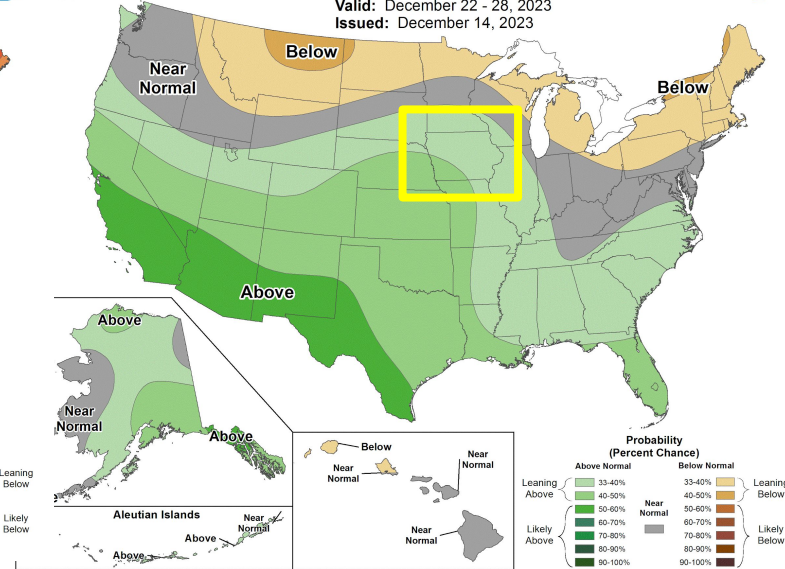 Valid: December 22 - 28, 2023
Issued: December 14, 2023
Below
Near
Normal
Below
Above
Above
Near
Normal
Above
Below
Near
Normal
Near
Normal
Near
Normal
Aleutian Islands
Near
Normal
Above
Above
Leaning
Below
Likely
Below
Probability
(Percent Chance)
Above Normal
Below Normal
Leaning
Above
33-40%
40-50%
Likely
Above
50-60%
60-70%
70-80%
80-90%
90-100%
Near
Normal
33-40%
40-50%
Leaning
Below
50-60%
60-70%
70-80%
80-90%
90-100%
Likely
Below